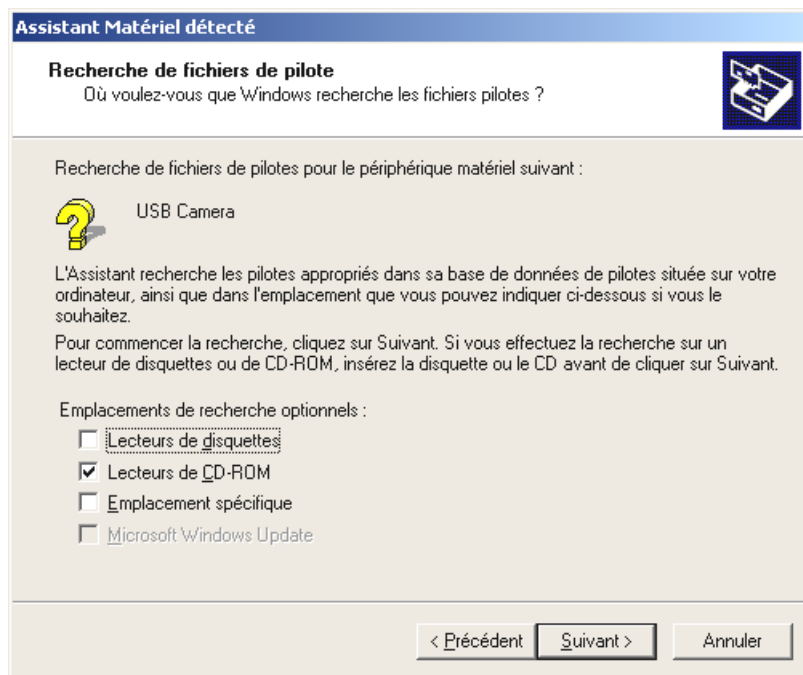 Assistant Matériel détecté
Recherche de fichiers de pilote
Où voulez-vous que Windows recherche les fichiers pilotes ?
Recherche de fichiers de pilotes pour le périphérique matériel suivant :
USB Camera
L'Assistant recherche les pilotes appropriés dans sa base de données de pilotes située sur votre
ordinateur, ainsi que dans l'emplacement que vous pouvez indiquer ci-dessous si vous le
souhaitez.
Pour commencer la recherche, cliquez sur Suivant. Si vous effectuez la recherche sur un
lecteur de disquettes ou de CD-ROM, insérez la disquette ou le CD avant de cliquer sur Suivant.
Emplacements de recherche optionnels :
Lecteurs de disquettes
Lecteurs de CD-ROM
Emplacement spécifique
Microsoft Windows Update
< Précédent Suivant > Annuler